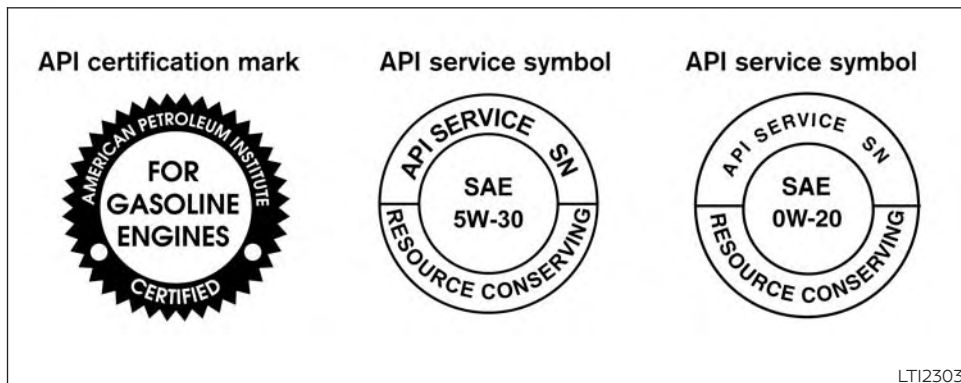 API certification mark
AMERICAN PETROLEUM INSTITUTE
FOR
GASOLINE
ENGINES
CERTIFIED
API service symbol
API SERVICE SN
SAE
5W-30
RESOURCE CONSERVING
API service symbol
API SERVICE SN
SAE
0W-20
RESOURCE CONSERVING
LTI2303